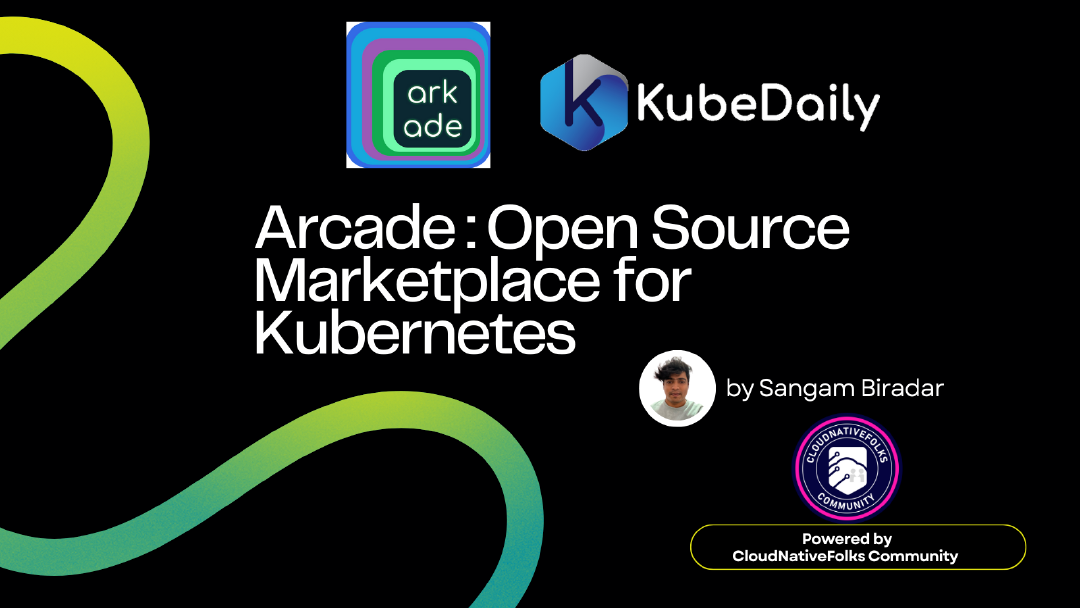 ark
ade
KubeDaily
Arcade : Open Source
Marketplace for
Kubernetes
by Sangam Biradar
CLOUDNATIVEFOLKS
COMMUNITY
Powered by
CloudNativeFolks Community